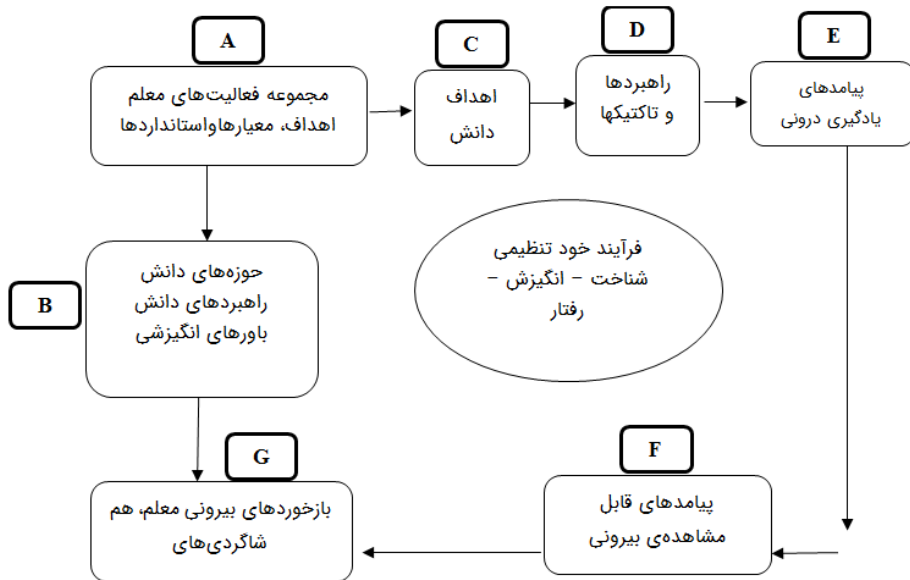 A
مجموعه فعالیت‌های معلم
اهداف، معیارهاواستانداردها
C
اهداف
دانش
D
راهبردها
و تاکتیکها
E
پیامدهای
یادگیری درونی
B
حوزه‌های دانش
راهبردهای دانش
باورهای انگیزشی
فرآیند خود تنظیمی
شناخت – انگیزش –
رفتار
G
بازخوردهای بیرونی معلم، هم
شاگردی‌های
F
پیامدهای قابل
مشاهده‌ی بیرونی